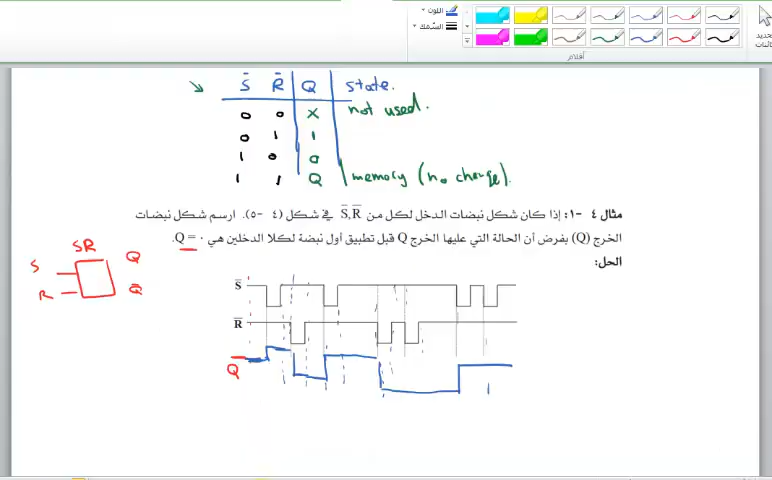 اللون
السمك
تحديد
أقلام
S̄ R̄ Q state.
0 0 X not used.
0 1 1
1 0 0
1 1 Q memory (no change).
مثال ٤ -١: إذا كان شكل نبضات الدخل لكل من S̄,R̄ في شكل (٤ -٥). ارسم شكل نبضات
الخرج (Q) بفرض أن الحالة التي عليها الخرج Q قبل تطبيق أول نبضة لكلا الدخلين هي Q = ٠.
الحل:
SR
S Q
R Q̄
S̄
R̄
Q
1